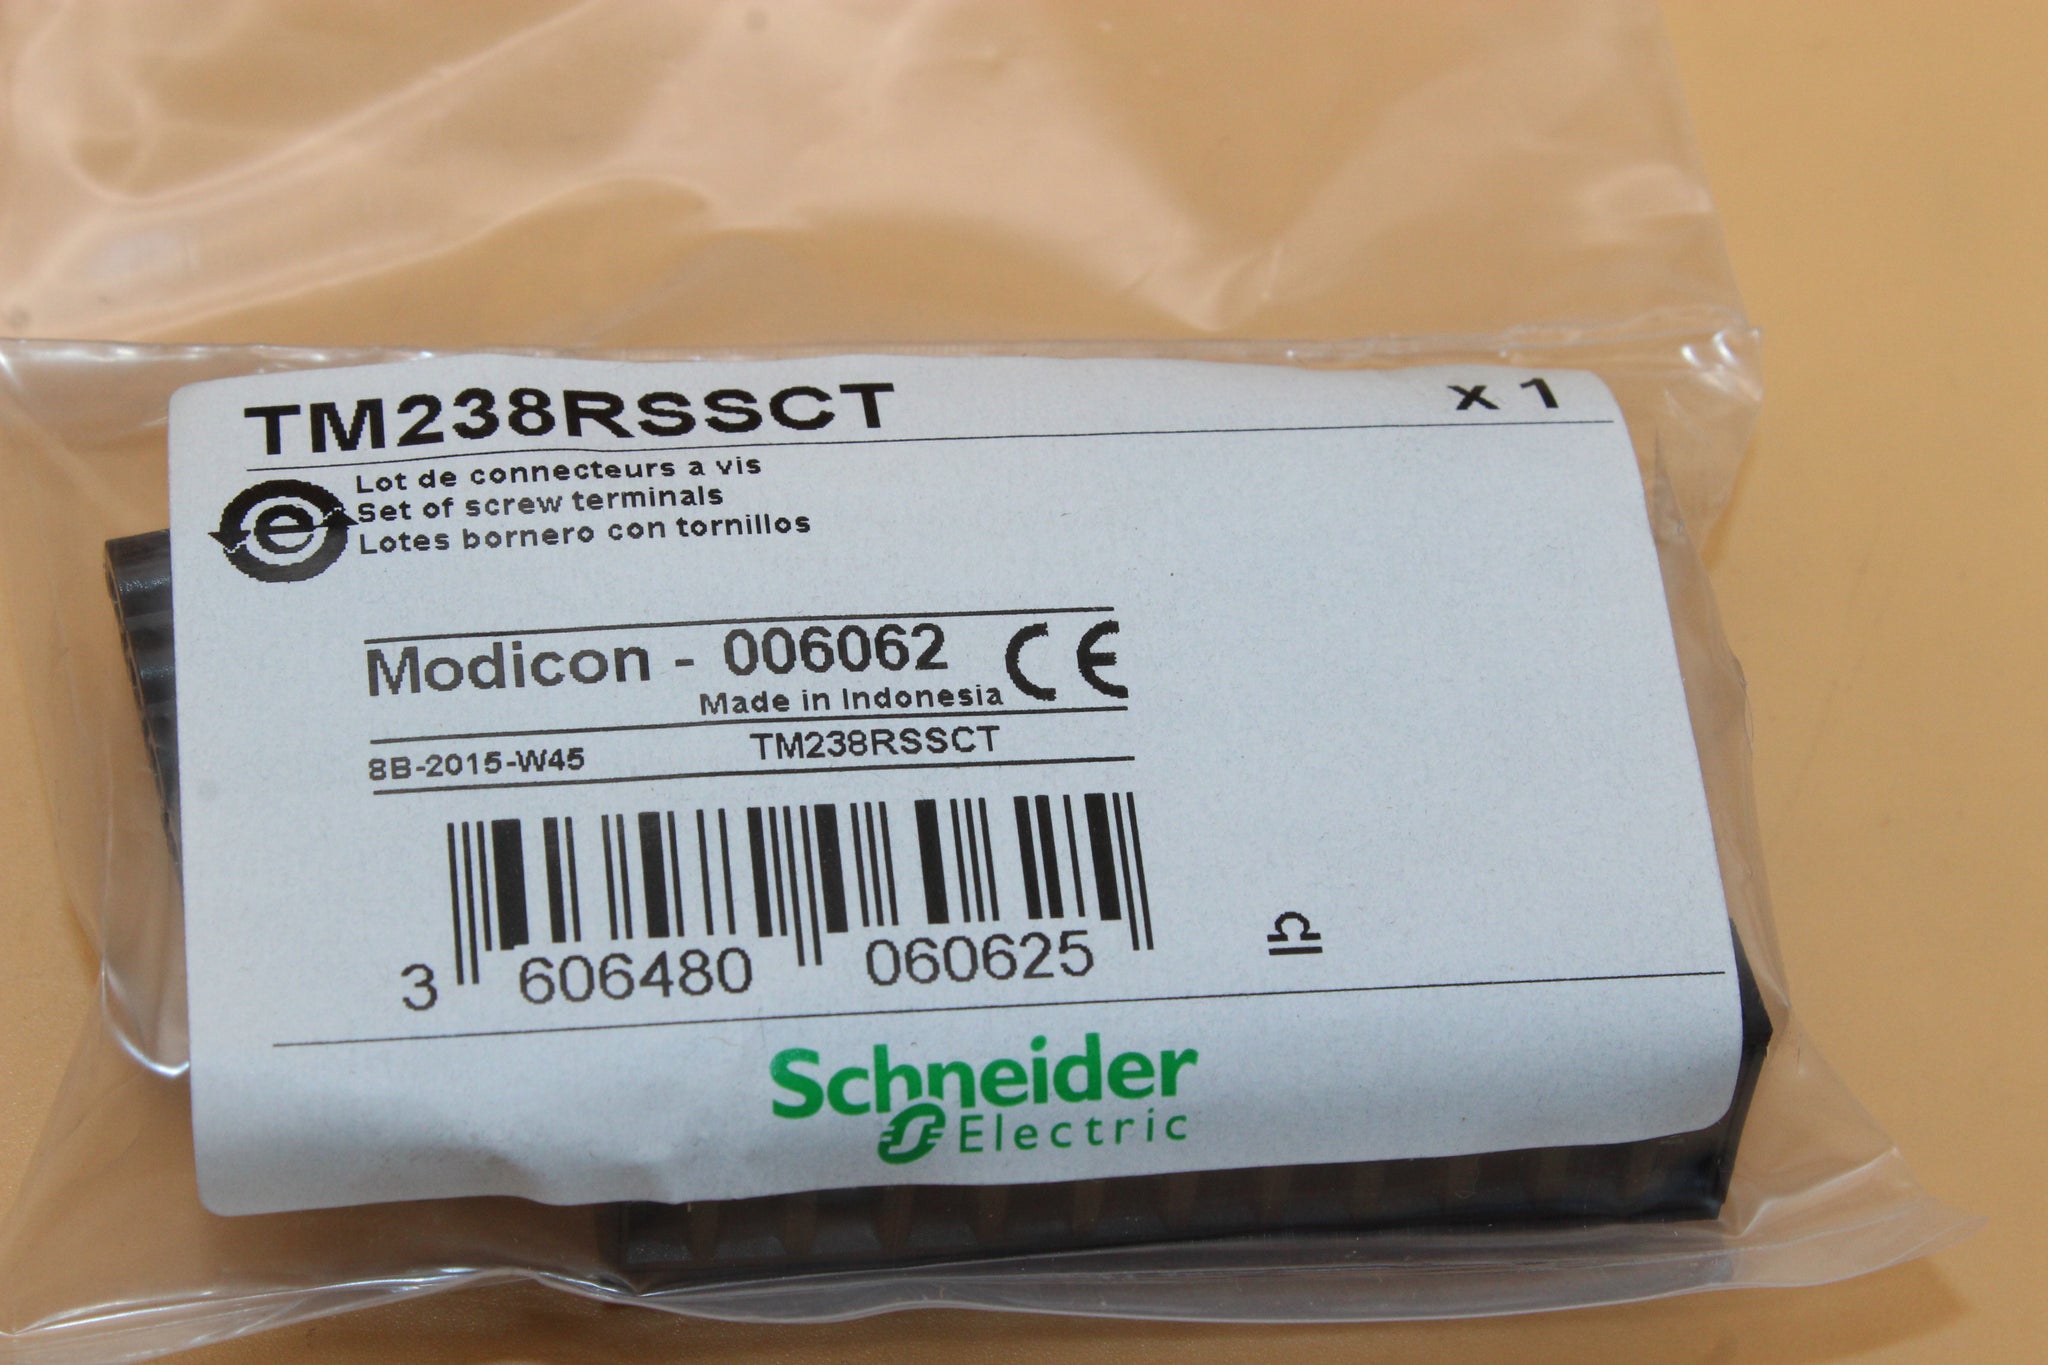 TM238RSSCT x 1
Lot de connecteurs a vis
Set of screw terminals
Lotes bornero con tornillos
e
Modicon - 006062 CE
Made in Indonesia
8B-2015-W45 TM238RSSCT
3 606480 060625
Schneider
Electric